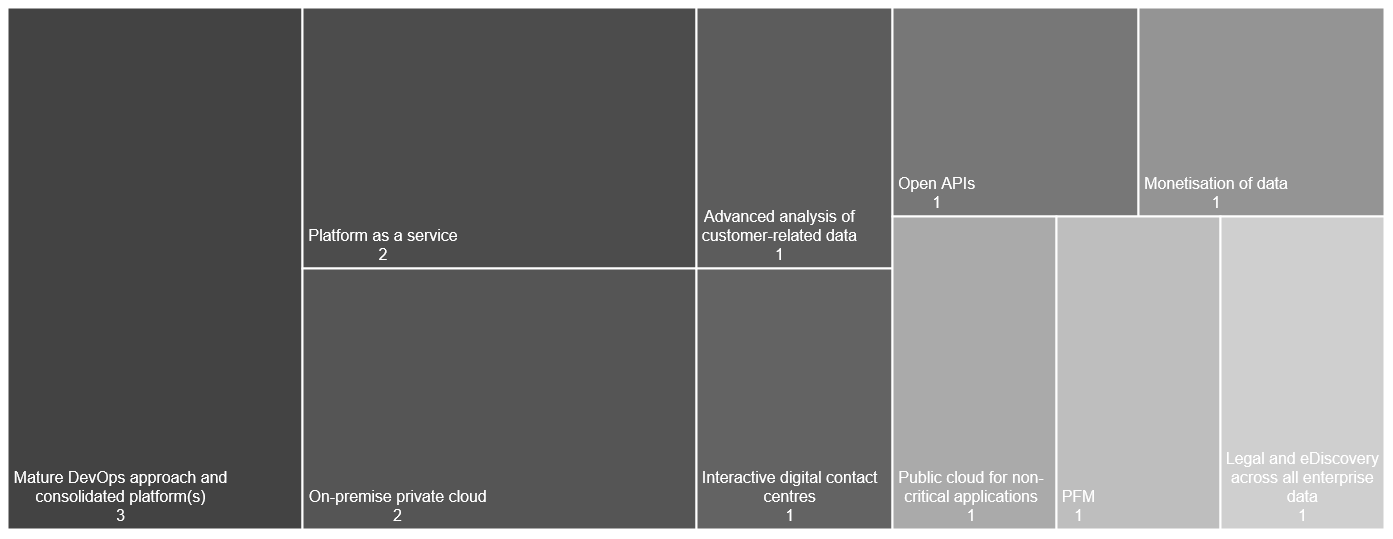 Mature DevOps approach and
consolidated platform(s)
3
Platform as a service
2
On-premise private cloud
2
Advanced analysis of
customer-related data
1
Interactive digital contact
centres
1
Open APIs
1
Monetisation of data
1
Public cloud for non-
critical applications
1
PFM
1
Legal and eDiscovery
across all enterprise
data
1